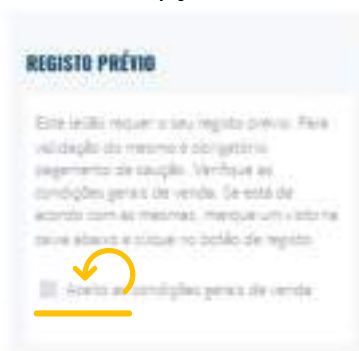 REGISTO PRÉVIO
Este leilão requer o seu registo prévio. Para
validação do mesmo é obrigatório
pagamento de caução. Verifique as
condições gerais de venda. Se está de
acordo com as mesmas, marque um visto na
caixa abaixo e clique no botão de registo.
Aceito as condições gerais de venda